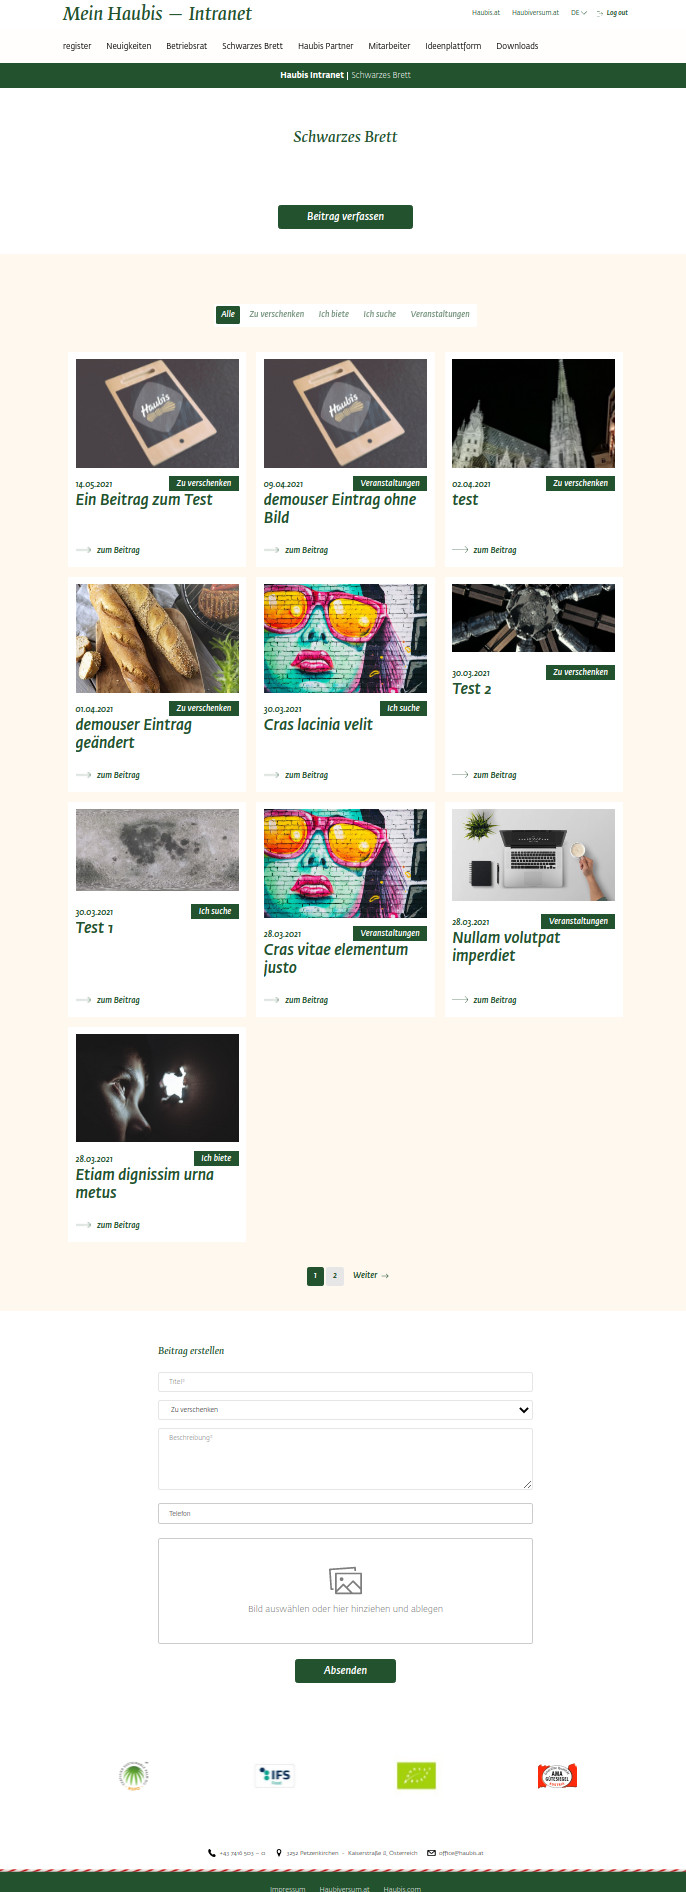 Mein Haubis — Intranet
Haubis.at Haubiversum.at DE Log out
register Neuigkeiten Betriebsrat Schwarzes Brett Haubis Partner Mitarbeiter Ideenplattform Downloads
Haubis Intranet | Schwarzes Brett
Schwarzes Brett
Beitrag verfassen
Alle Zu verschenken Ich biete Ich suche Veranstaltungen
Haubis
14.05.2021 Zu verschenken
Ein Beitrag zum Test
zum Beitrag
Haubis
09.04.2021 Veranstaltungen
demouser Eintrag ohne
Bild
zum Beitrag
02.04.2021 Zu verschenken
test
zum Beitrag
01.04.2021 Zu verschenken
demouser Eintrag
geändert
zum Beitrag
30.03.2021 Ich suche
Cras lacinia velit
zum Beitrag
30.03.2021 Zu verschenken
Test 2
zum Beitrag
30.03.2021 Ich suche
Test 1
zum Beitrag
28.03.2021 Veranstaltungen
Cras vitae elementum
justo
zum Beitrag
28.03.2021 Veranstaltungen
Nullam volutpat
imperdiet
zum Beitrag
28.03.2021 Ich biete
Etiam dignissim urna
metus
zum Beitrag
1 2 Weiter
Beitrag erstellen
Titel*
Zu verschenken
Beschreibung*
Telefon
Bild auswählen oder hier hinziehen und ablegen
Absenden
IFS
AMA
GÜTESIEGEL
+43 7416 503 – 0 3252 Petzenkirchen - Kaiserstraße 8, Österreich office@haubis.at
Impressum Haubiversum.at Haubis.com